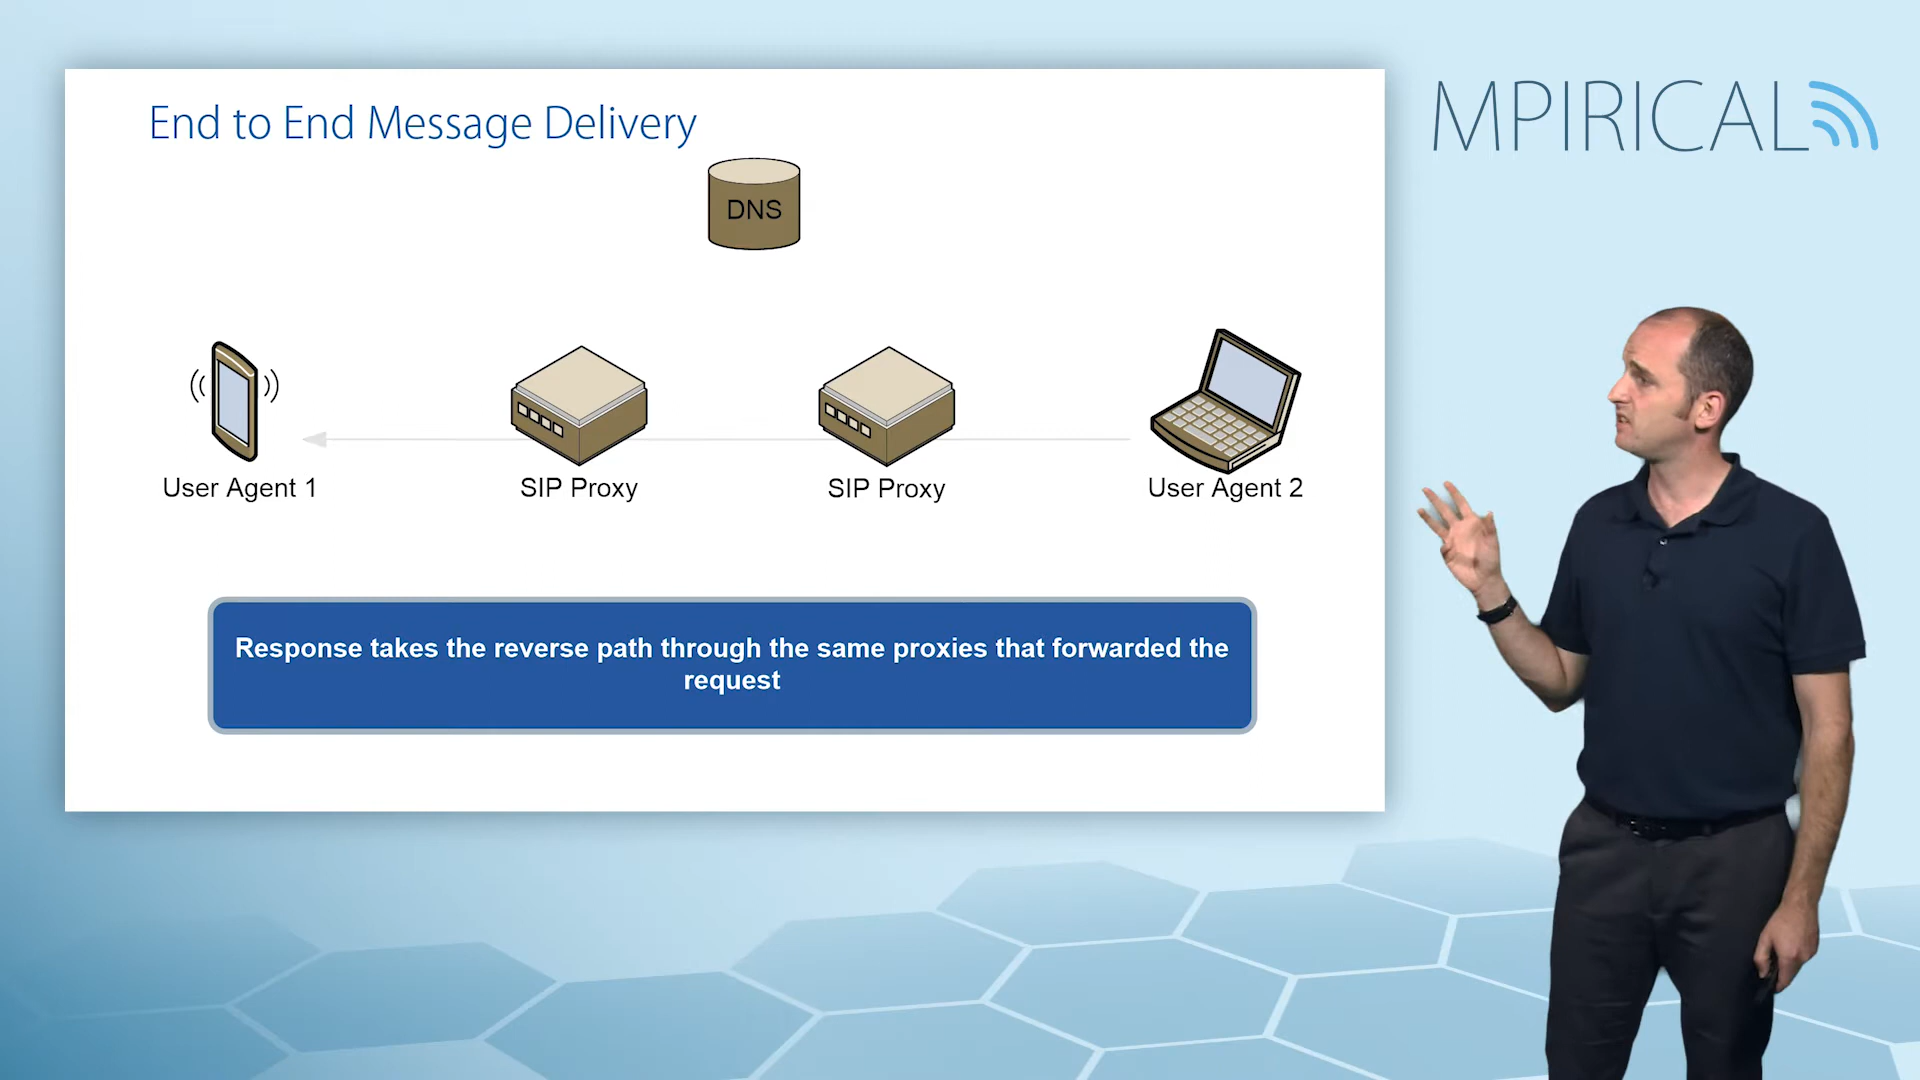 End to End Message Delivery
MPIRICAL
DNS
User Agent 1
SIP Proxy
SIP Proxy
User Agent 2
Response takes the reverse path through the same proxies that forwarded the
request